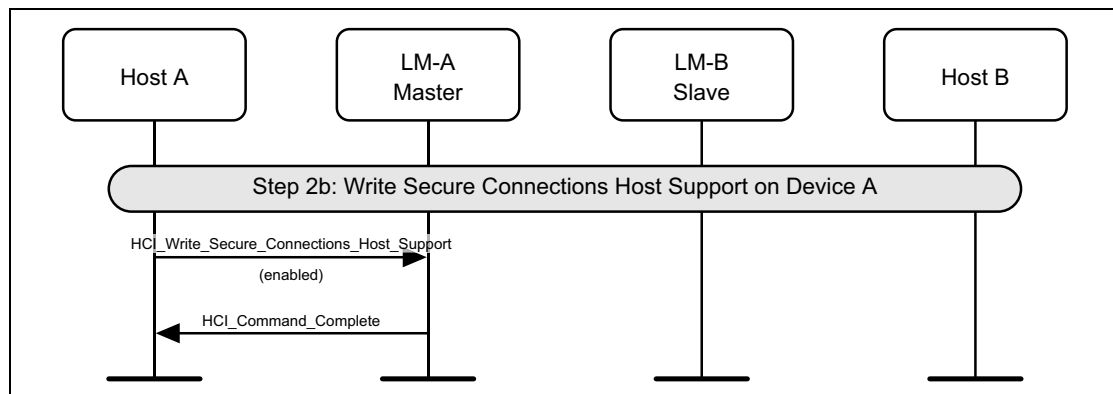 Host A
LM-A
Master
LM-B
Slave
Host B
Step 2b: Write Secure Connections Host Support on Device A
HCI_Write_Secure_Connections_Host_Support
(enabled)
HCI_Command_Complete